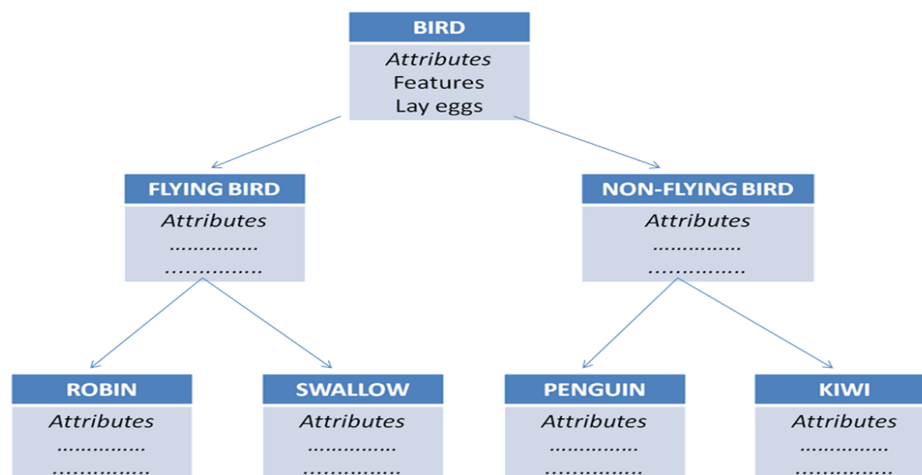 BIRD
Attributes
Features
Lay eggs
FLYING BIRD
Attributes
...............
...............
NON-FLYING BIRD
Attributes
...............
...............
ROBIN
Attributes
...............
...............
SWALLOW
Attributes
...............
...............
PENGUIN
Attributes
...............
...............
KIWI
Attributes
...............
...............